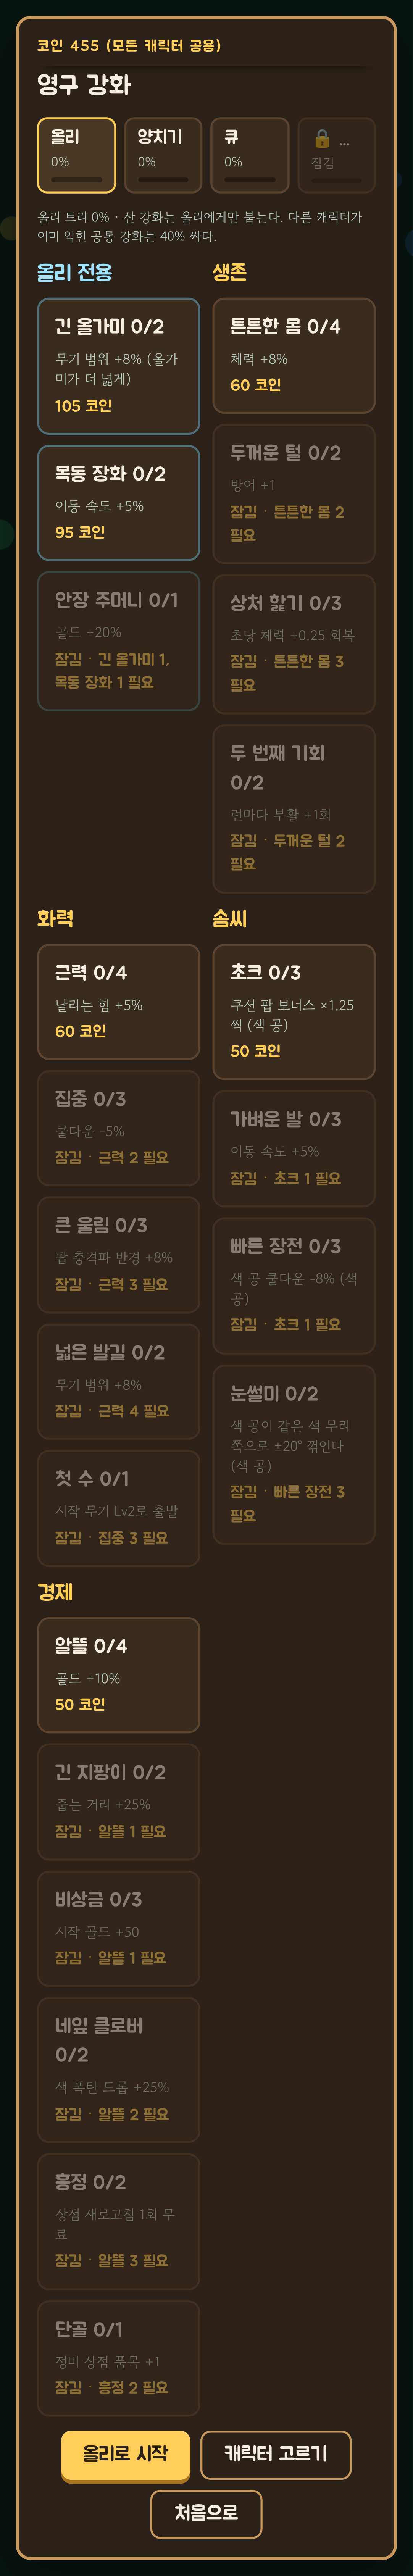 코인 455 (모든 캐릭터 공용)
영구 강화
올리
0%
양치기
0%
큐
0%
🔒 ...
잠김
올리 트리 0% · 산 강화는 올리에게만 붙는다. 다른 캐릭터가
이미 익힌 공통 강화는 40% 싸다.
올리 전용
긴 올가미 0/2
무기 범위 +8% (올가
미가 더 넓게)
105 코인
목동 장화 0/2
이동 속도 +5%
95 코인
안장 주머니 0/1
골드 +20%
잠김 · 긴 올가미 1,
목동 장화 1 필요
생존
튼튼한 몸 0/4
체력 +8%
60 코인
두꺼운 털 0/2
방어 +1
잠김 · 튼튼한 몸 2
필요
상처 핥기 0/3
초당 체력 +0.25 회복
잠김 · 튼튼한 몸 3
필요
두 번째 기회
0/2
런마다 부활 +1회
잠김 · 두꺼운 털 2
필요
화력
근력 0/4
날리는 힘 +5%
60 코인
집중 0/3
쿨다운 -5%
잠김 · 근력 2 필요
큰 울림 0/3
팝 충격파 반경 +8%
잠김 · 근력 3 필요
넓은 발길 0/2
무기 범위 +8%
잠김 · 근력 4 필요
첫 수 0/1
시작 무기 Lv2로 출발
잠김 · 집중 3 필요
솜씨
초크 0/3
쿠션 팝 보너스 ×1.25
씩 (색 공)
50 코인
가벼운 발 0/3
이동 속도 +5%
잠김 · 초크 1 필요
빠른 장전 0/3
색 공 쿨다운 -8% (색
공)
잠김 · 초크 1 필요
눈썰미 0/2
색 공이 같은 색 무리
쪽으로 ±20° 꺾인다
(색 공)
잠김 · 빠른 장전 3
필요
경제
알뜰 0/4
골드 +10%
50 코인
긴 지팡이 0/2
줍는 거리 +25%
잠김 · 알뜰 1 필요
비상금 0/3
시작 골드 +50
잠김 · 알뜰 1 필요
네잎 클로버
0/2
색 폭탄 드롭 +25%
잠김 · 알뜰 2 필요
흥정 0/2
상점 새로고침 1회 무
료
잠김 · 알뜰 3 필요
단골 0/1
정비 상점 품목 +1
잠김 · 흥정 2 필요
올리로 시작
캐릭터 고르기
처음으로